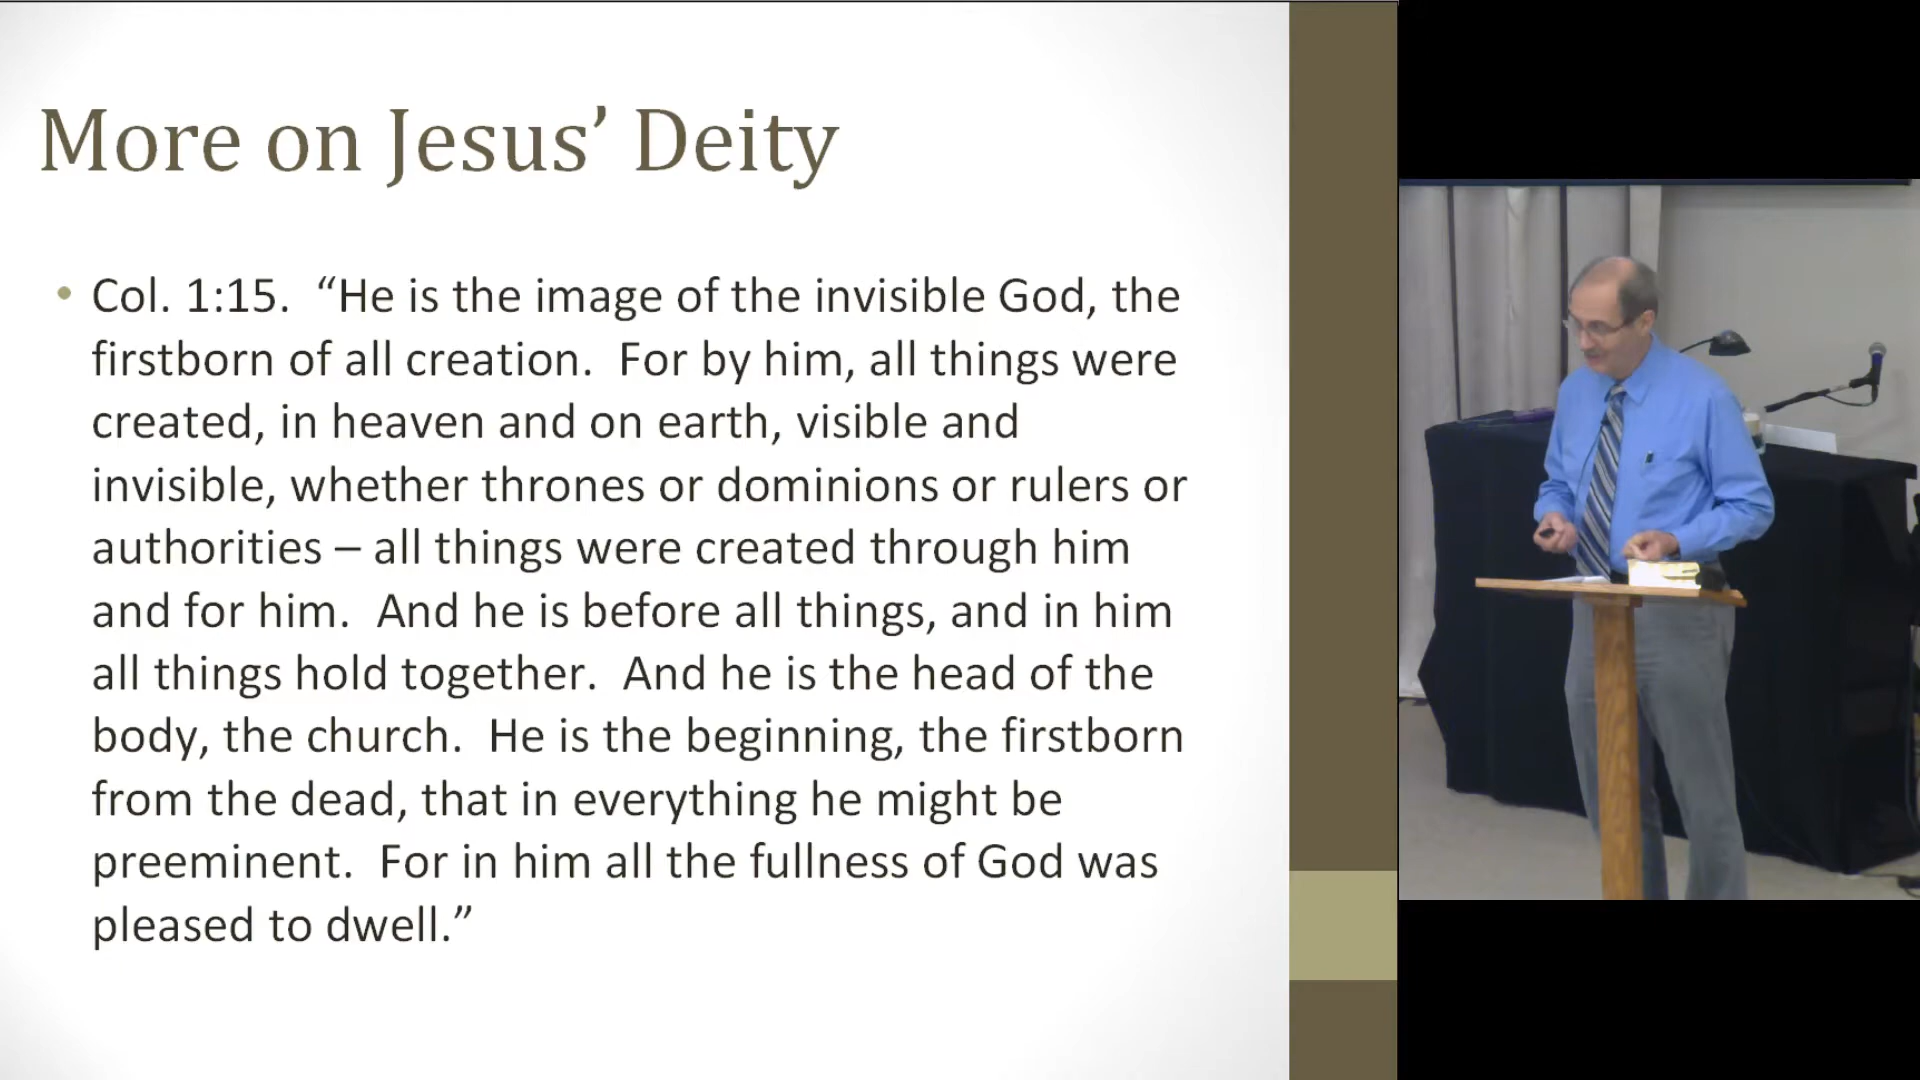 More on Jesus’ Deity
• Col. 1:15.  “He is the image of the invisible God, the
firstborn of all creation.  For by him, all things were
created, in heaven and on earth, visible and
invisible, whether thrones or dominions or rulers or
authorities – all things were created through him
and for him.  And he is before all things, and in him
all things hold together.  And he is the head of the
body, the church.  He is the beginning, the firstborn
from the dead, that in everything he might be
preeminent.  For in him all the fullness of God was
pleased to dwell.”